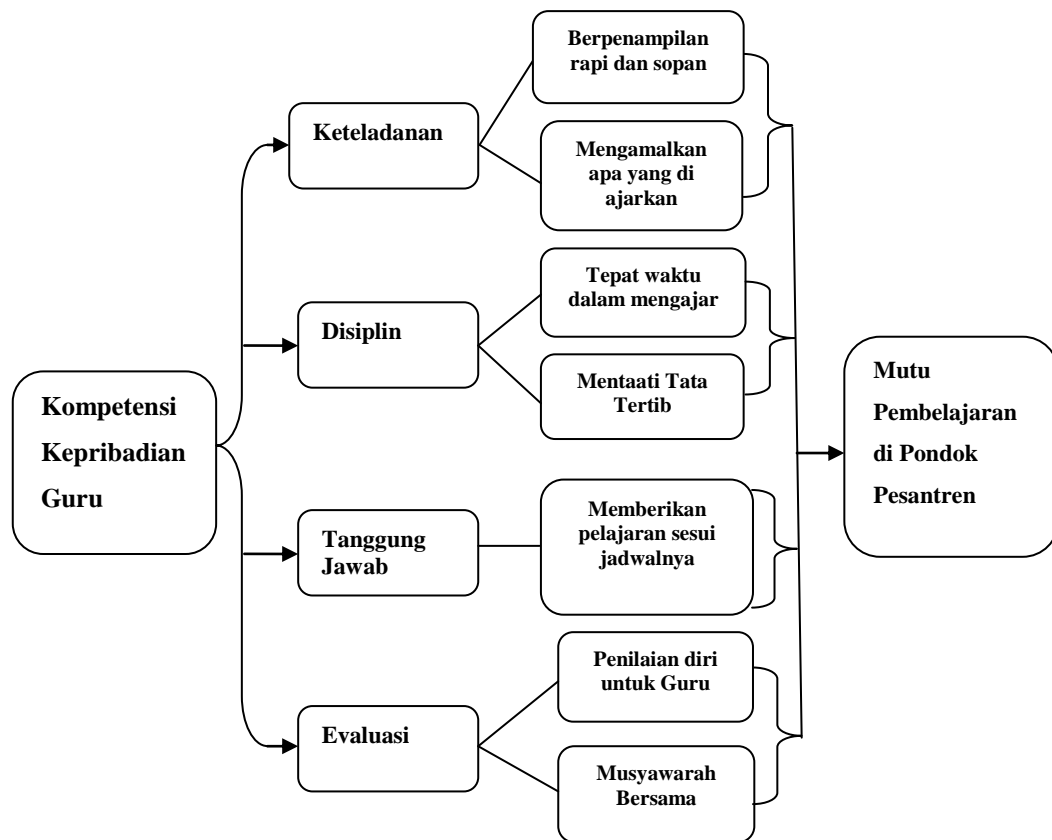 Berpenampilan
rapi dan sopan
Keteladanan
Mengamalkan
apa yang di
ajarkan
Tepat waktu
dalam mengajar
Disiplin
Mentaati Tata
Tertib
Kompetensi
Kepribadian
Guru
Mutu
Pembelajaran
di Pondok
Pesantren
Tanggung
Jawab
Memberikan
pelajaran sesui
jadwalnya
Penilaian diri
untuk Guru
Evaluasi
Musyawarah
Bersama